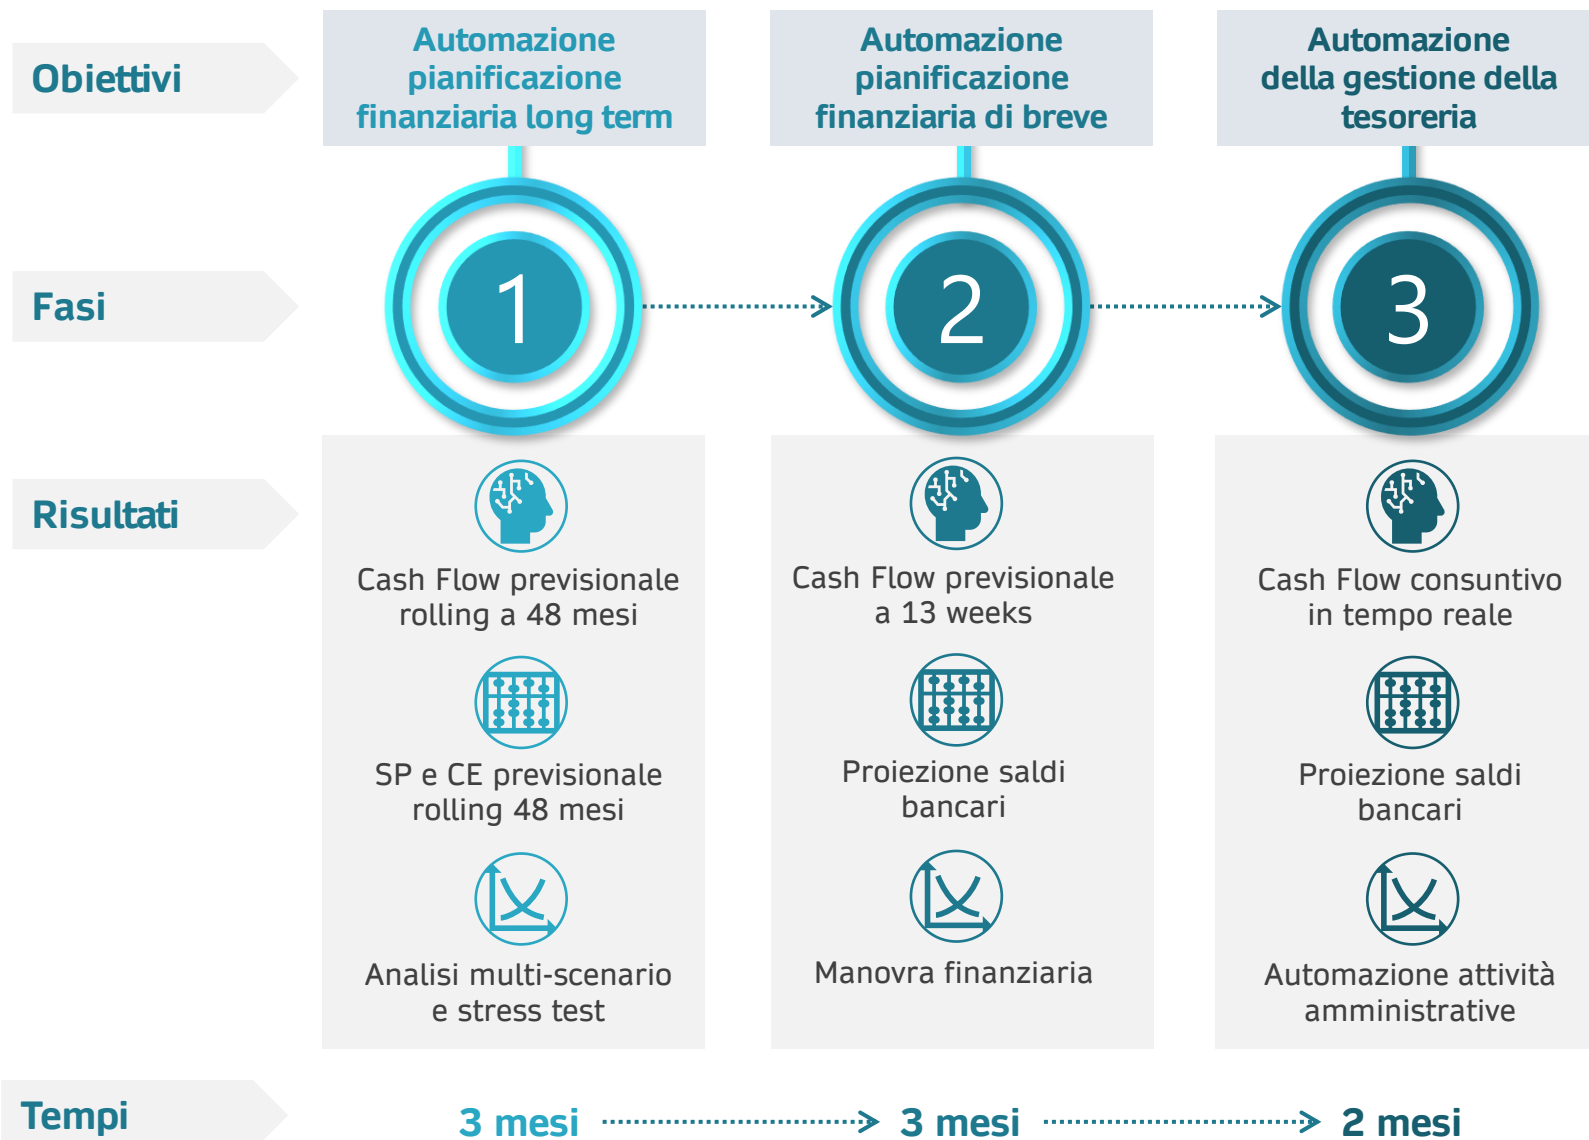 Obiettivi
Automazione
pianificazione
finanziaria long term
Automazione
pianificazione
finanziaria di breve
Automazione
della gestione della
tesoreria
Fasi
1
2
3
Risultati
Cash Flow previsionale
rolling a 48 mesi
SP e CE previsionale
rolling 48 mesi
Analisi multi-scenario
e stress test
Cash Flow previsionale
a 13 weeks
Proiezione saldi
bancari
Manovra finanziaria
Cash Flow consuntivo
in tempo reale
Proiezione saldi
bancari
Automazione attività
amministrative
Tempi
3 mesi
3 mesi
2 mesi